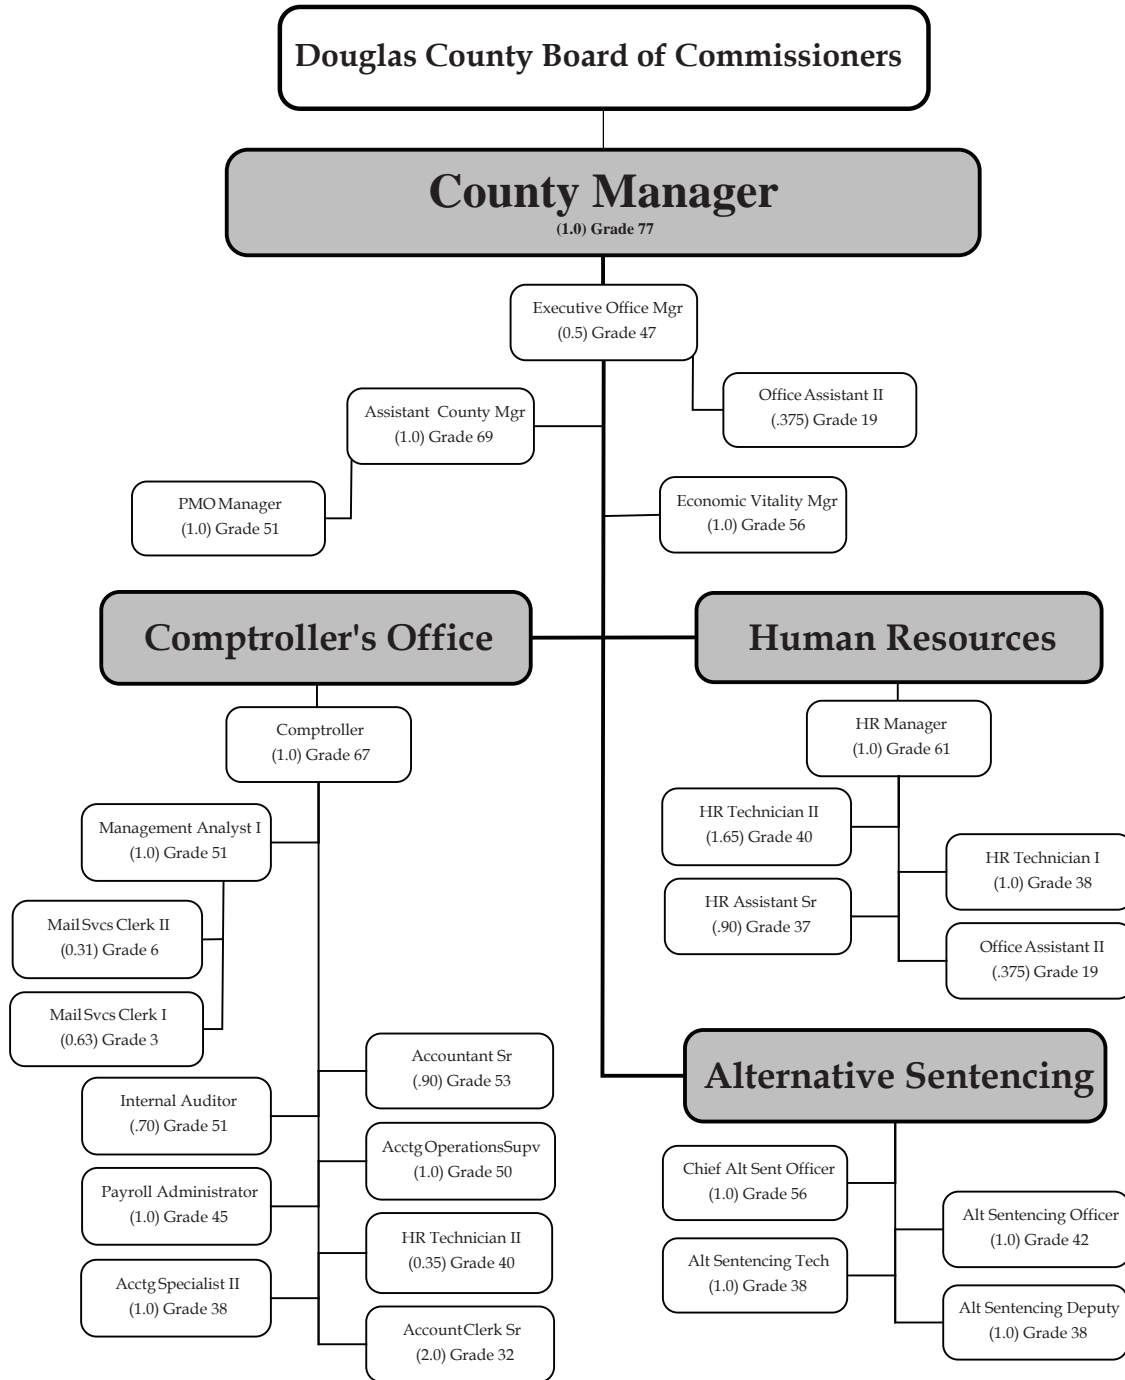 Douglas County Board of Commissioners
County Manager
(1.0) Grade 77
Executive Office Mgr
(0.5) Grade 47
Office Assistant II
(.375) Grade 19
Assistant County Mgr
(1.0) Grade 69
PMO Manager
(1.0) Grade 51
Economic Vitality Mgr
(1.0) Grade 56
Comptroller's Office
Comptroller
(1.0) Grade 67
Management Analyst I
(1.0) Grade 51
Mail Svcs Clerk II
(0.31) Grade 6
Mail Svcs Clerk I
(0.63) Grade 3
Accountant Sr
(.90) Grade 53
Internal Auditor
(.70) Grade 51
Acctg Operations Supv
(1.0) Grade 50
Payroll Administrator
(1.0) Grade 45
HR Technician II
(0.35) Grade 40
Acctg Specialist II
(1.0) Grade 38
Account Clerk Sr
(2.0) Grade 32
Human Resources
HR Manager
(1.0) Grade 61
HR Technician II
(1.65) Grade 40
HR Technician I
(1.0) Grade 38
HR Assistant Sr
(.90) Grade 37
Office Assistant II
(.375) Grade 19
Alternative Sentencing
Chief Alt Sent Officer
(1.0) Grade 56
Alt Sentencing Officer
(1.0) Grade 42
Alt Sentencing Tech
(1.0) Grade 38
Alt Sentencing Deputy
(1.0) Grade 38